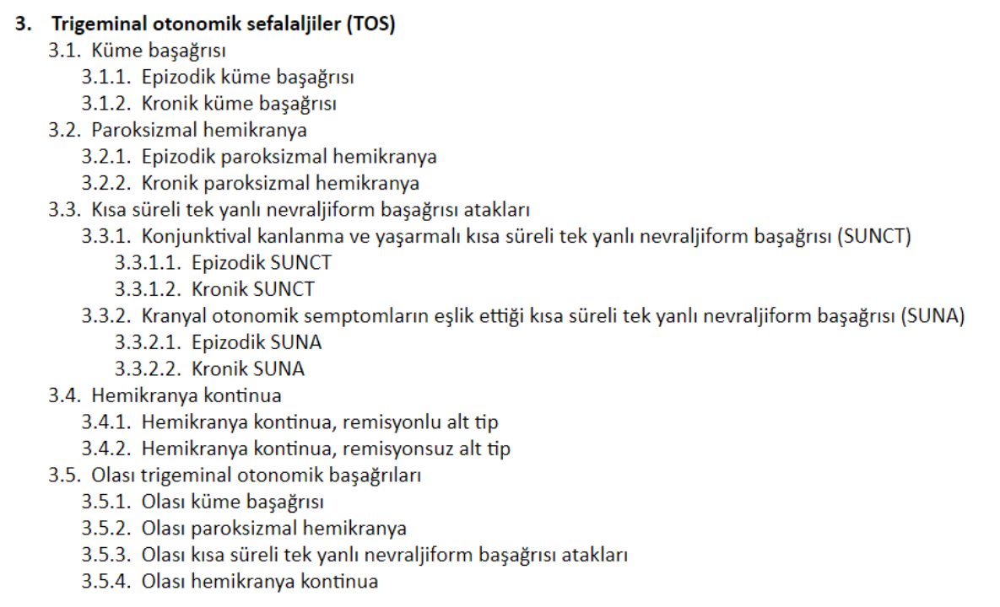 3. Trigeminal otonomik sefalaljiler (TOS)
3.1. Küme başağrısı
3.1.1. Epizodik küme başağrısı
3.1.2. Kronik küme başağrısı
3.2. Paroksizmal hemikranya
3.2.1. Epizodik paroksizmal hemikranya
3.2.2. Kronik paroksizmal hemikranya
3.3. Kısa süreli tek yanlı nevraljiform başağrısı atakları
3.3.1. Konjunktival kanlanma ve yaşarmalı kısa süreli tek yanlı nevraljiform başağrısı (SUNCT)
3.3.1.1. Epizodik SUNCT
3.3.1.2. Kronik SUNCT
3.3.2. Kranyal otonomik semptomların eşlik ettiği kısa süreli tek yanlı nevraljiform başağrısı (SUNA)
3.3.2.1. Epizodik SUNA
3.3.2.2. Kronik SUNA
3.4. Hemikranya kontinua
3.4.1. Hemikranya kontinua, remisyonlu alt tip
3.4.2. Hemikranya kontinua, remisyonsuz alt tip
3.5. Olası trigeminal otonomik başağrıları
3.5.1. Olası küme başağrısı
3.5.2. Olası paroksizmal hemikranya
3.5.3. Olası kısa süreli tek yanlı nevraljiform başağrısı atakları
3.5.4. Olası hemikranya kontinua